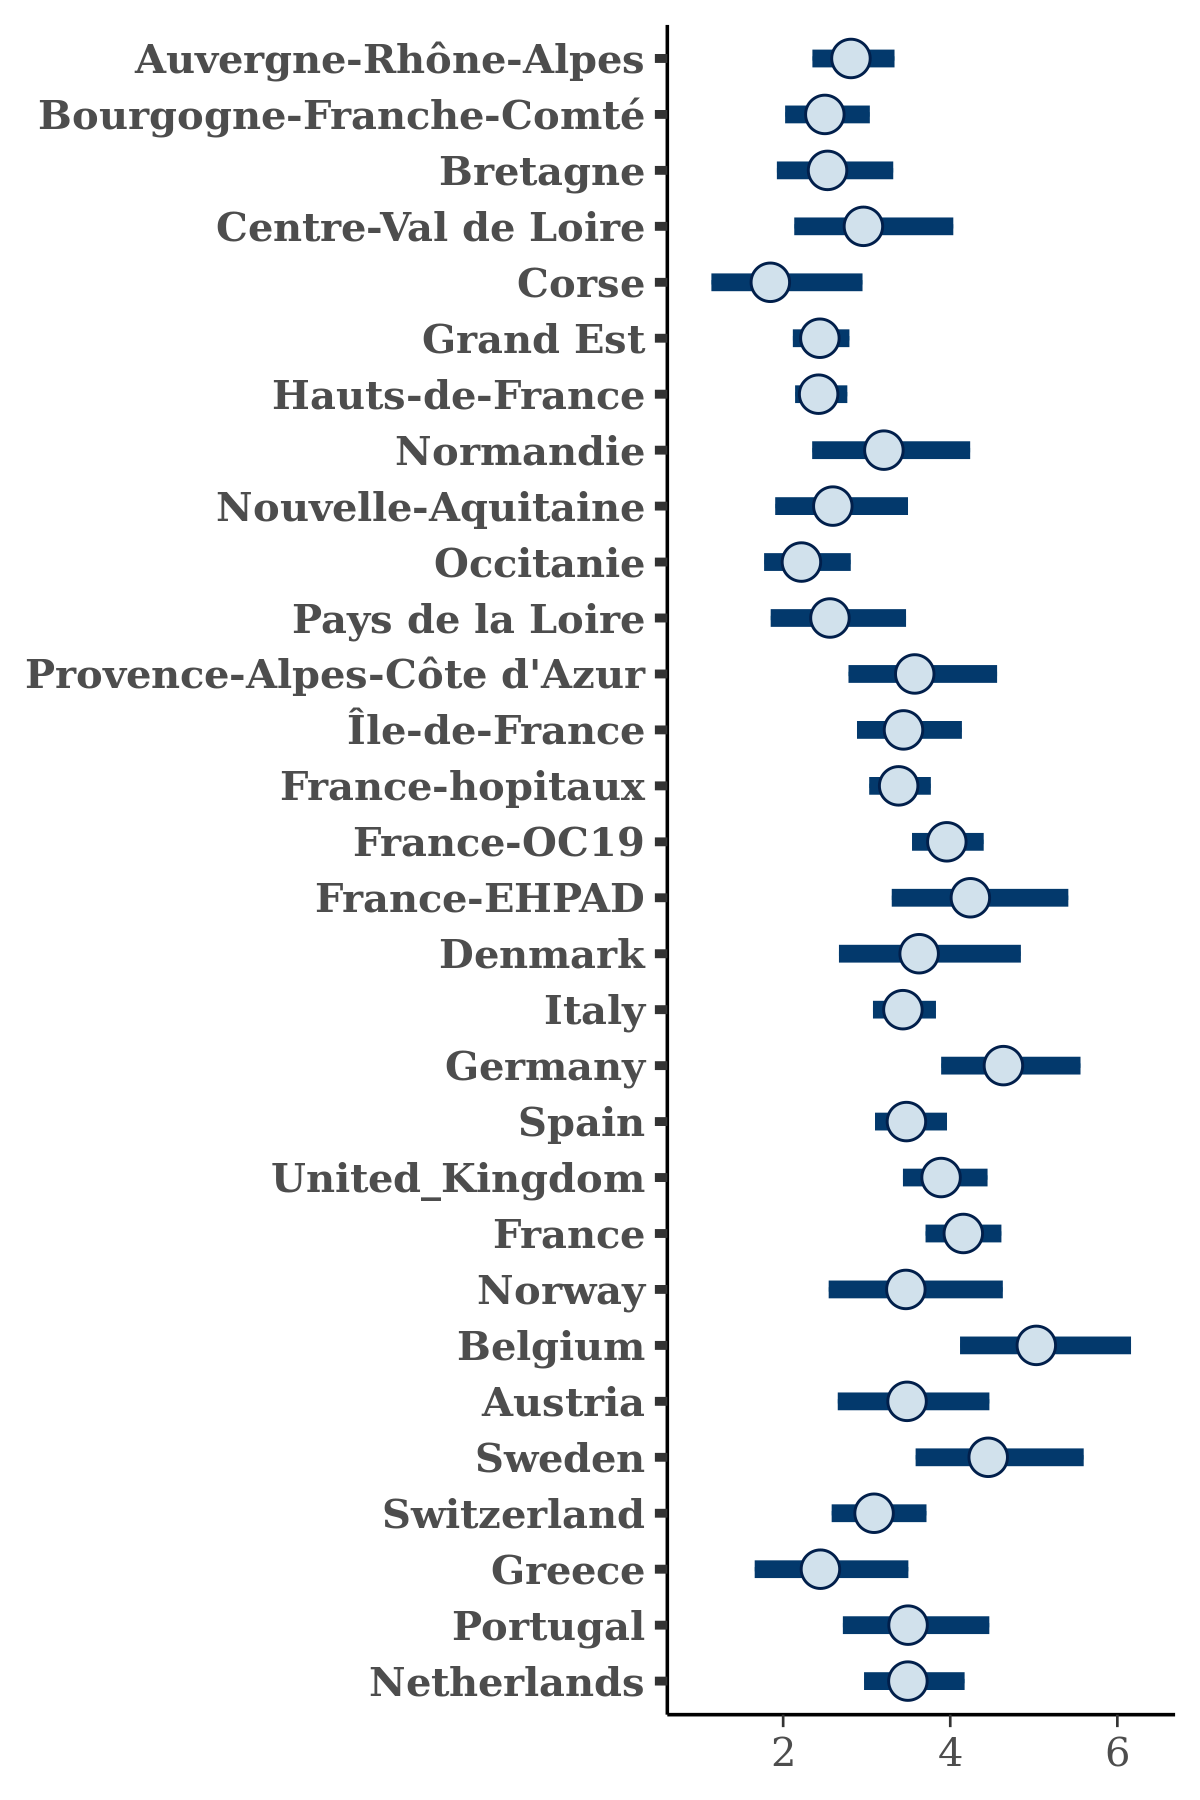 Auvergne-Rhône-Alpes
Bourgogne-Franche-Comté
Bretagne
Centre-Val de Loire
Corse
Grand Est
Hauts-de-France
Normandie
Nouvelle-Aquitaine
Occitanie
Pays de la Loire
Provence-Alpes-Côte d'Azur
Île-de-France
France-hopitaux
France-OC19
France-EHPAD
Denmark
Italy
Germany
Spain
United_Kingdom
France
Norway
Belgium
Austria
Sweden
Switzerland
Greece
Portugal
Netherlands
2 4 6